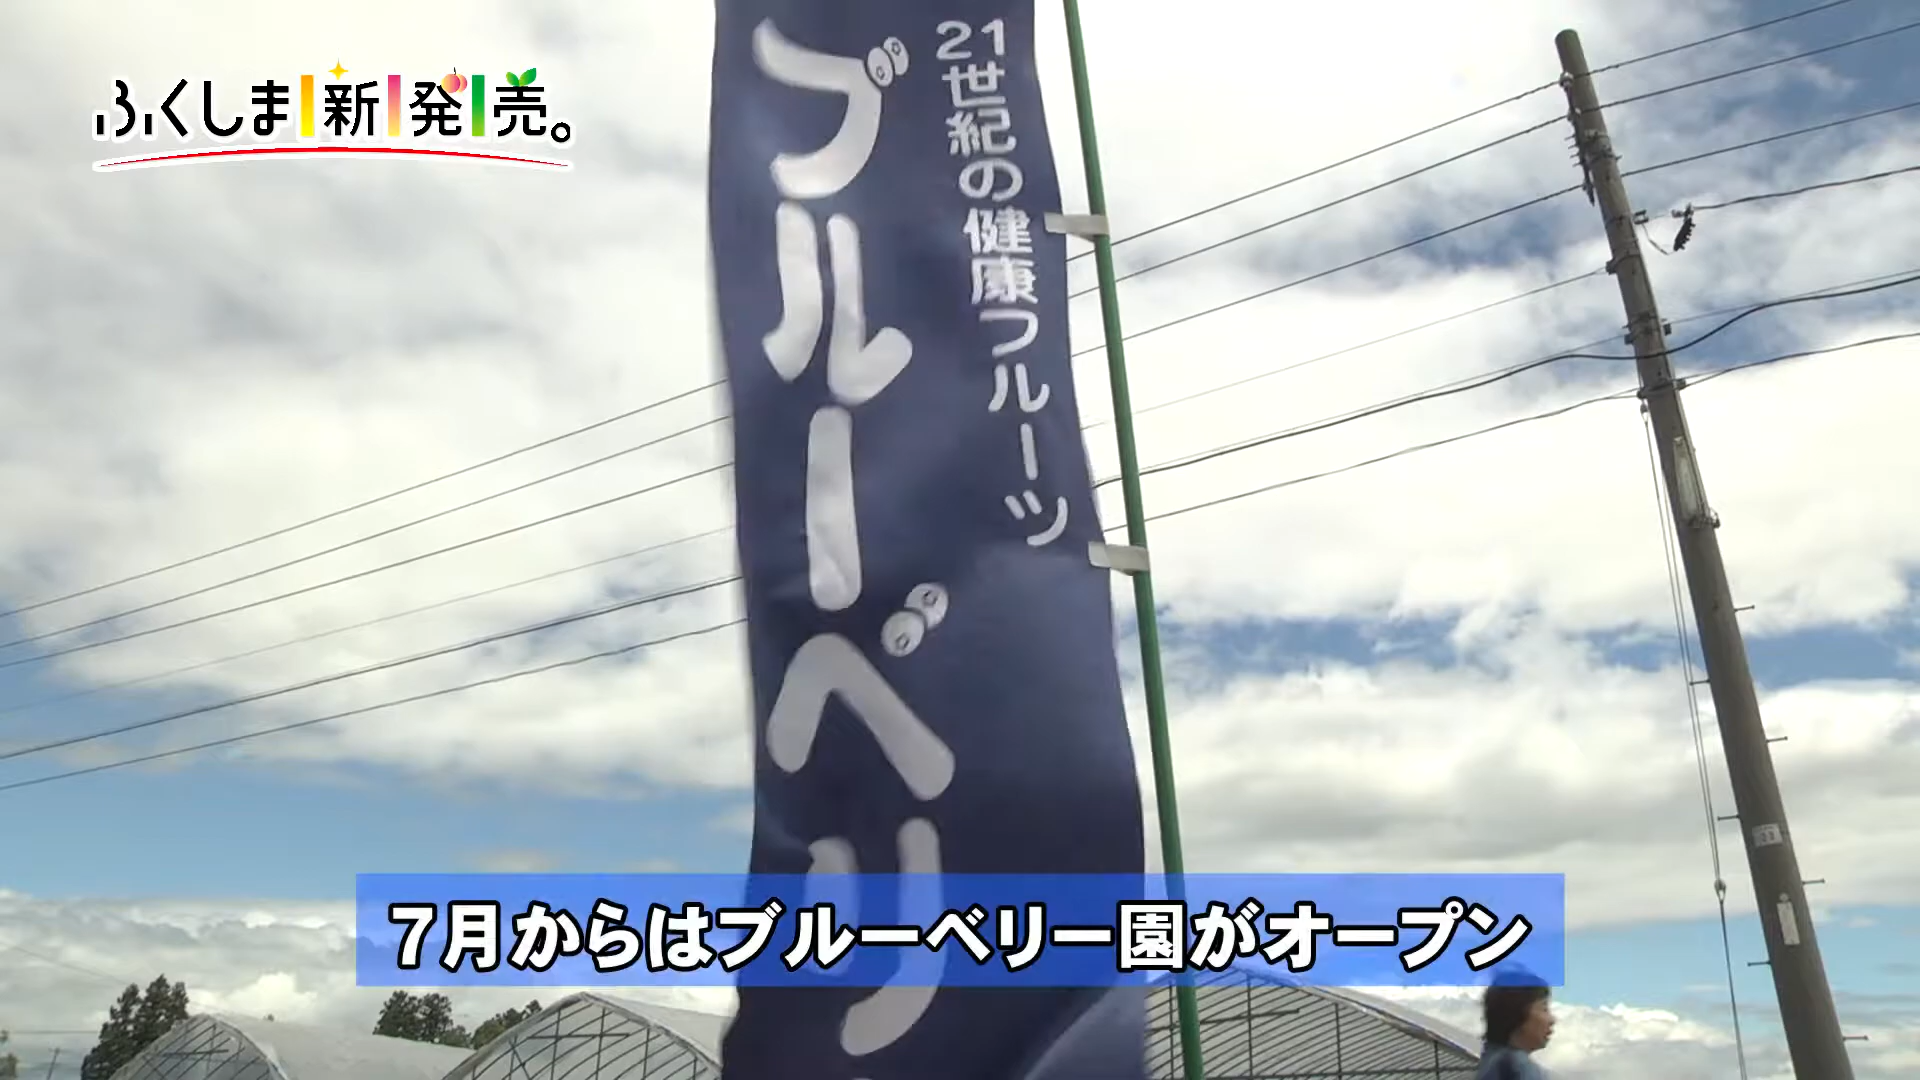 ふくしま新発売。
21世紀の健康フルーツ
ブルーベリ
7月からはブルーベリー園がオープン